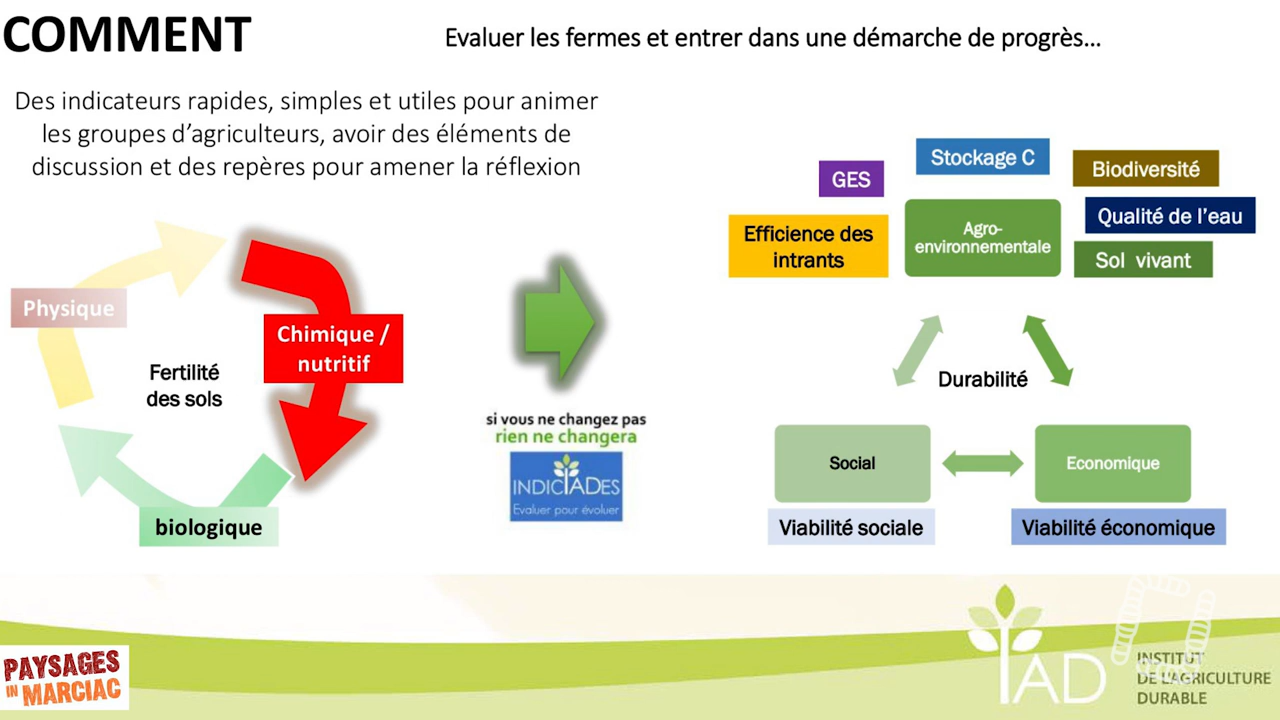 COMMENT
Evaluer les fermes et entrer dans une démarche de progrès...
Des indicateurs rapides, simples et utiles pour animer
les groupes d'agriculteurs, avoir des éléments de
discussion et des repères pour amener la réflexion
Physique
Chimique /
nutritif
Fertilité
des sols
biologique
si vous ne changez pas
rien ne changera
INDICIADES
Evaluer pour évoluer
GES
Stockage C
Biodiversité
Efficience des
intrants
Agro-
environnementale
Qualité de l'eau
Sol vivant
Durabilité
Social
Economique
Viabilité sociale
Viabilité économique
PAYSAGES
IN MARCIAC
IAD
INSTITUT
DE L'AGRICULTURE
DURABLE